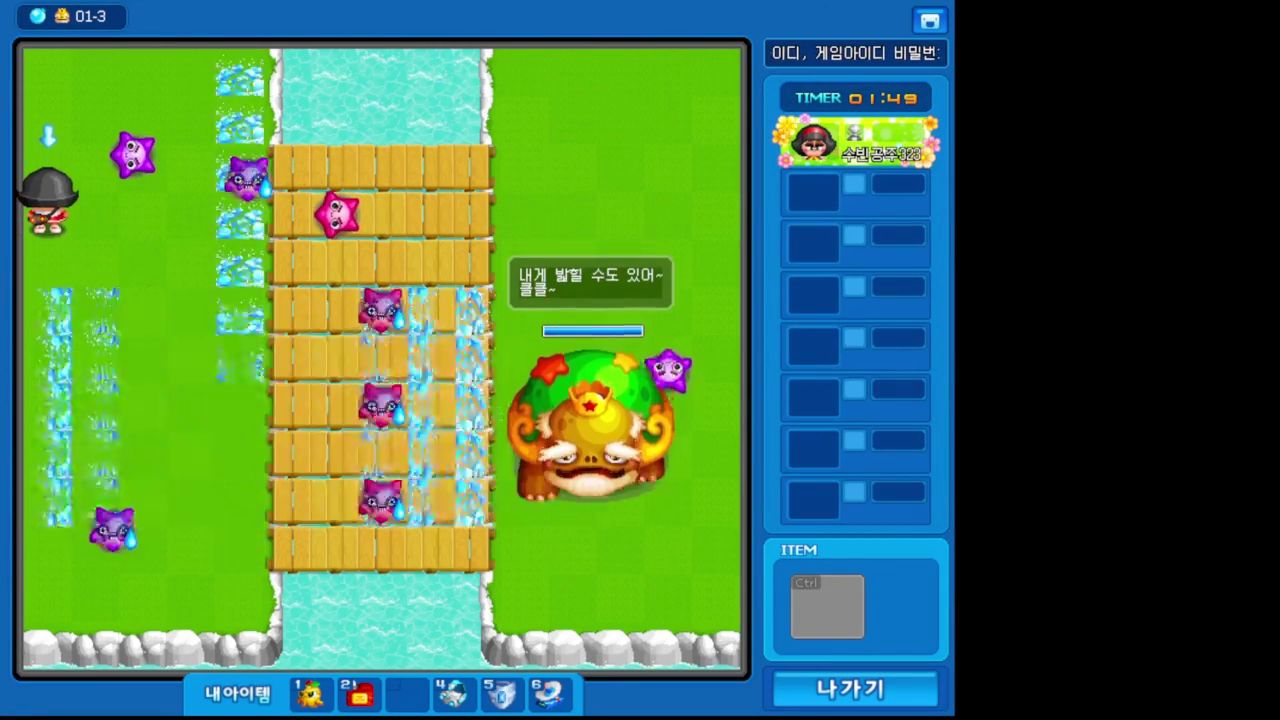 01-3
이디, 게임아이디 비밀번:
TIMER 01:49
수빈공주323
내게 밟힐 수도 있어~
클클~
ITEM
Ctrl
내아이템
1
2
4
5
6
나가기